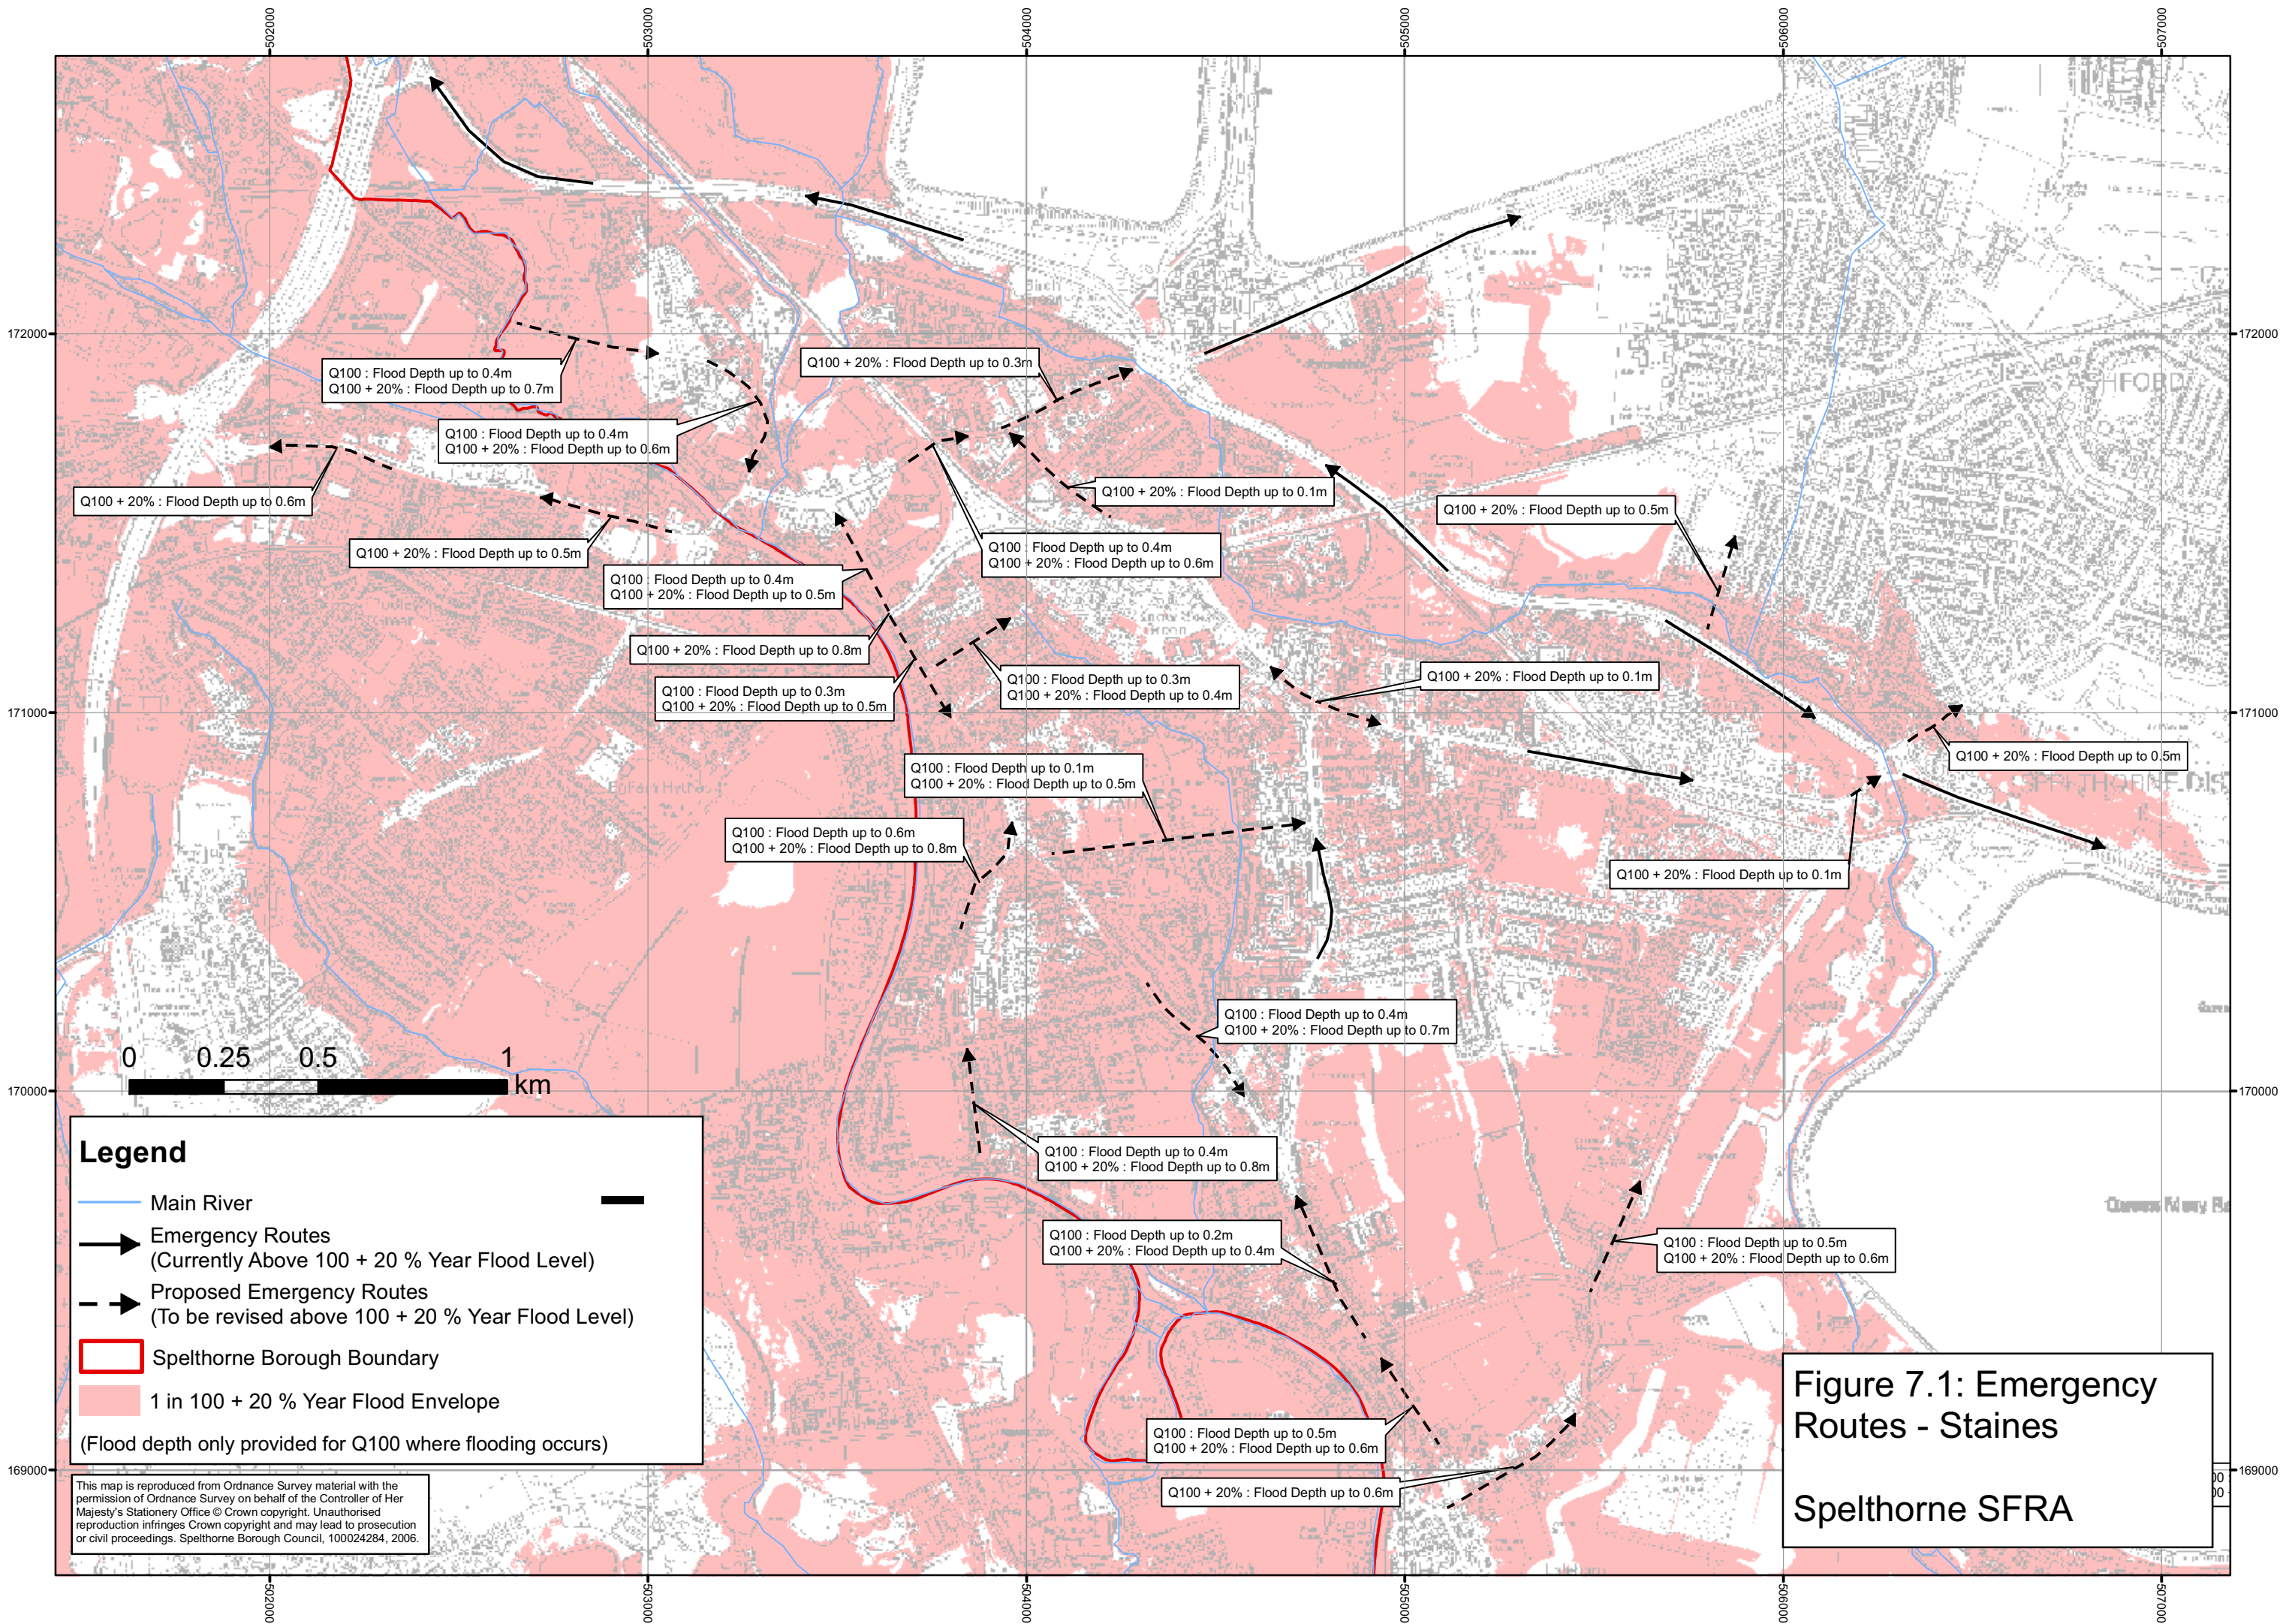 502000
503000
504000
505000
506000
507000
172000
172000
ASHFORD
Q100 : Flood Depth up to 0.4m
Q100 + 20% : Flood Depth up to 0.7m
Q100 + 20% : Flood Depth up to 0.3m
Q100 : Flood Depth up to 0.4m
Q100 + 20% : Flood Depth up to 0.6m
Q100 + 20% : Flood Depth up to 0.6m
Q100 + 20% : Flood Depth up to 0.1m
Q100 + 20% : Flood Depth up to 0.5m
Q100 + 20% : Flood Depth up to 0.5m
Q100 : Flood Depth up to 0.4m
Q100 + 20% : Flood Depth up to 0.6m
Q100 : Flood Depth up to 0.4m
Q100 + 20% : Flood Depth up to 0.5m
Q100 + 20% : Flood Depth up to 0.8m
Q100 : Flood Depth up to 0.3m
Q100 + 20% : Flood Depth up to 0.5m
Q100 : Flood Depth up to 0.3m
Q100 + 20% : Flood Depth up to 0.4m
Q100 + 20% : Flood Depth up to 0.1m
171000
171000
Q100 + 20% : Flood Depth up to 0.5m
Q100 : Flood Depth up to 0.1m
Q100 + 20% : Flood Depth up to 0.5m
Q100 : Flood Depth up to 0.6m
Q100 + 20% : Flood Depth up to 0.8m
Q100 + 20% : Flood Depth up to 0.1m
Q100 : Flood Depth up to 0.4m
Q100 + 20% : Flood Depth up to 0.7m
0 0.25 0.5 1
km
170000
170000
Q100 : Flood Depth up to 0.4m
Q100 + 20% : Flood Depth up to 0.8m
Q100 : Flood Depth up to 0.2m
Q100 + 20% : Flood Depth up to 0.4m
Q100 : Flood Depth up to 0.5m
Q100 + 20% : Flood Depth up to 0.6m
Q100 : Flood Depth up to 0.5m
Q100 + 20% : Flood Depth up to 0.6m
Q100 + 20% : Flood Depth up to 0.6m
Legend
Main River
Emergency Routes
(Currently Above 100 + 20 % Year Flood Level)
Proposed Emergency Routes
(To be revised above 100 + 20 % Year Flood Level)
Spelthorne Borough Boundary
1 in 100 + 20 % Year Flood Envelope
(Flood depth only provided for Q100 where flooding occurs)
169000
169000
This map is reproduced from Ordnance Survey material with the
permission of Ordnance Survey on behalf of the Controller of Her
Majesty's Stationery Office © Crown copyright. Unauthorised
reproduction infringes Crown copyright and may lead to prosecution
or civil proceedings. Spelthorne Borough Council, 100024284, 2006.
Figure 7.1: Emergency
Routes - Staines
Spelthorne SFRA
502000
503000
504000
505000
506000
507000